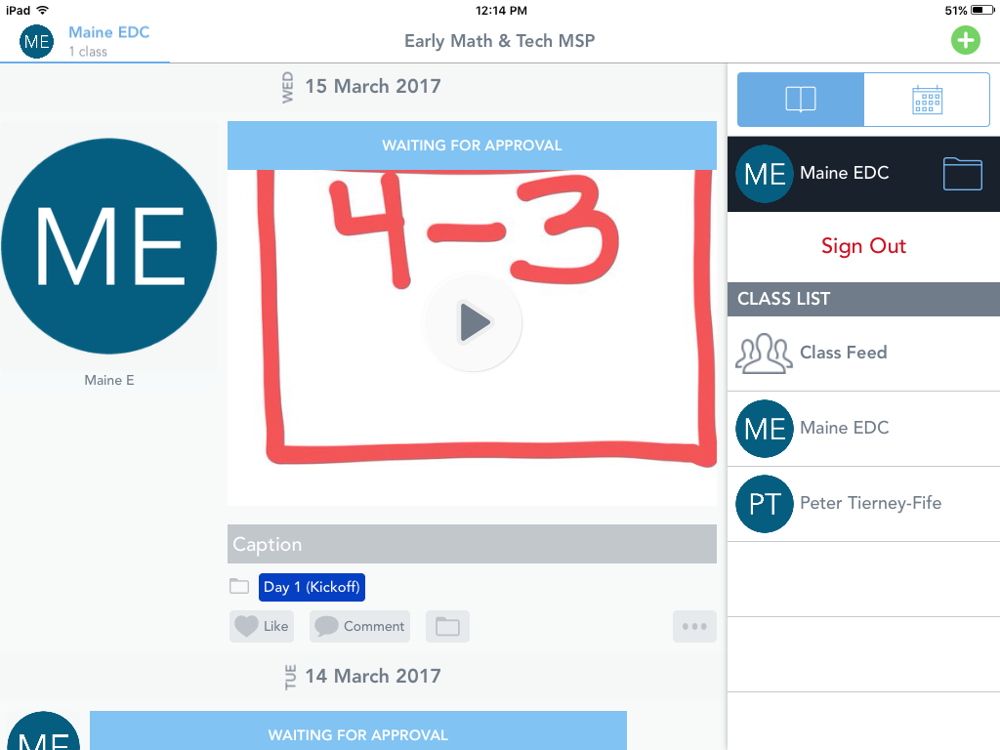 iPad
12:14 PM
51%
ME
Maine EDC
1 class
Early Math & Tech MSP
WED
15 March 2017
ME
Maine E
WAITING FOR APPROVAL
4-3
Caption
Day 1 (Kickoff)
Like
Comment
TUE
14 March 2017
ME
WAITING FOR APPROVAL
ME
Maine EDC
Sign Out
CLASS LIST
Class Feed
ME
Maine EDC
PT
Peter Tierney-Fife